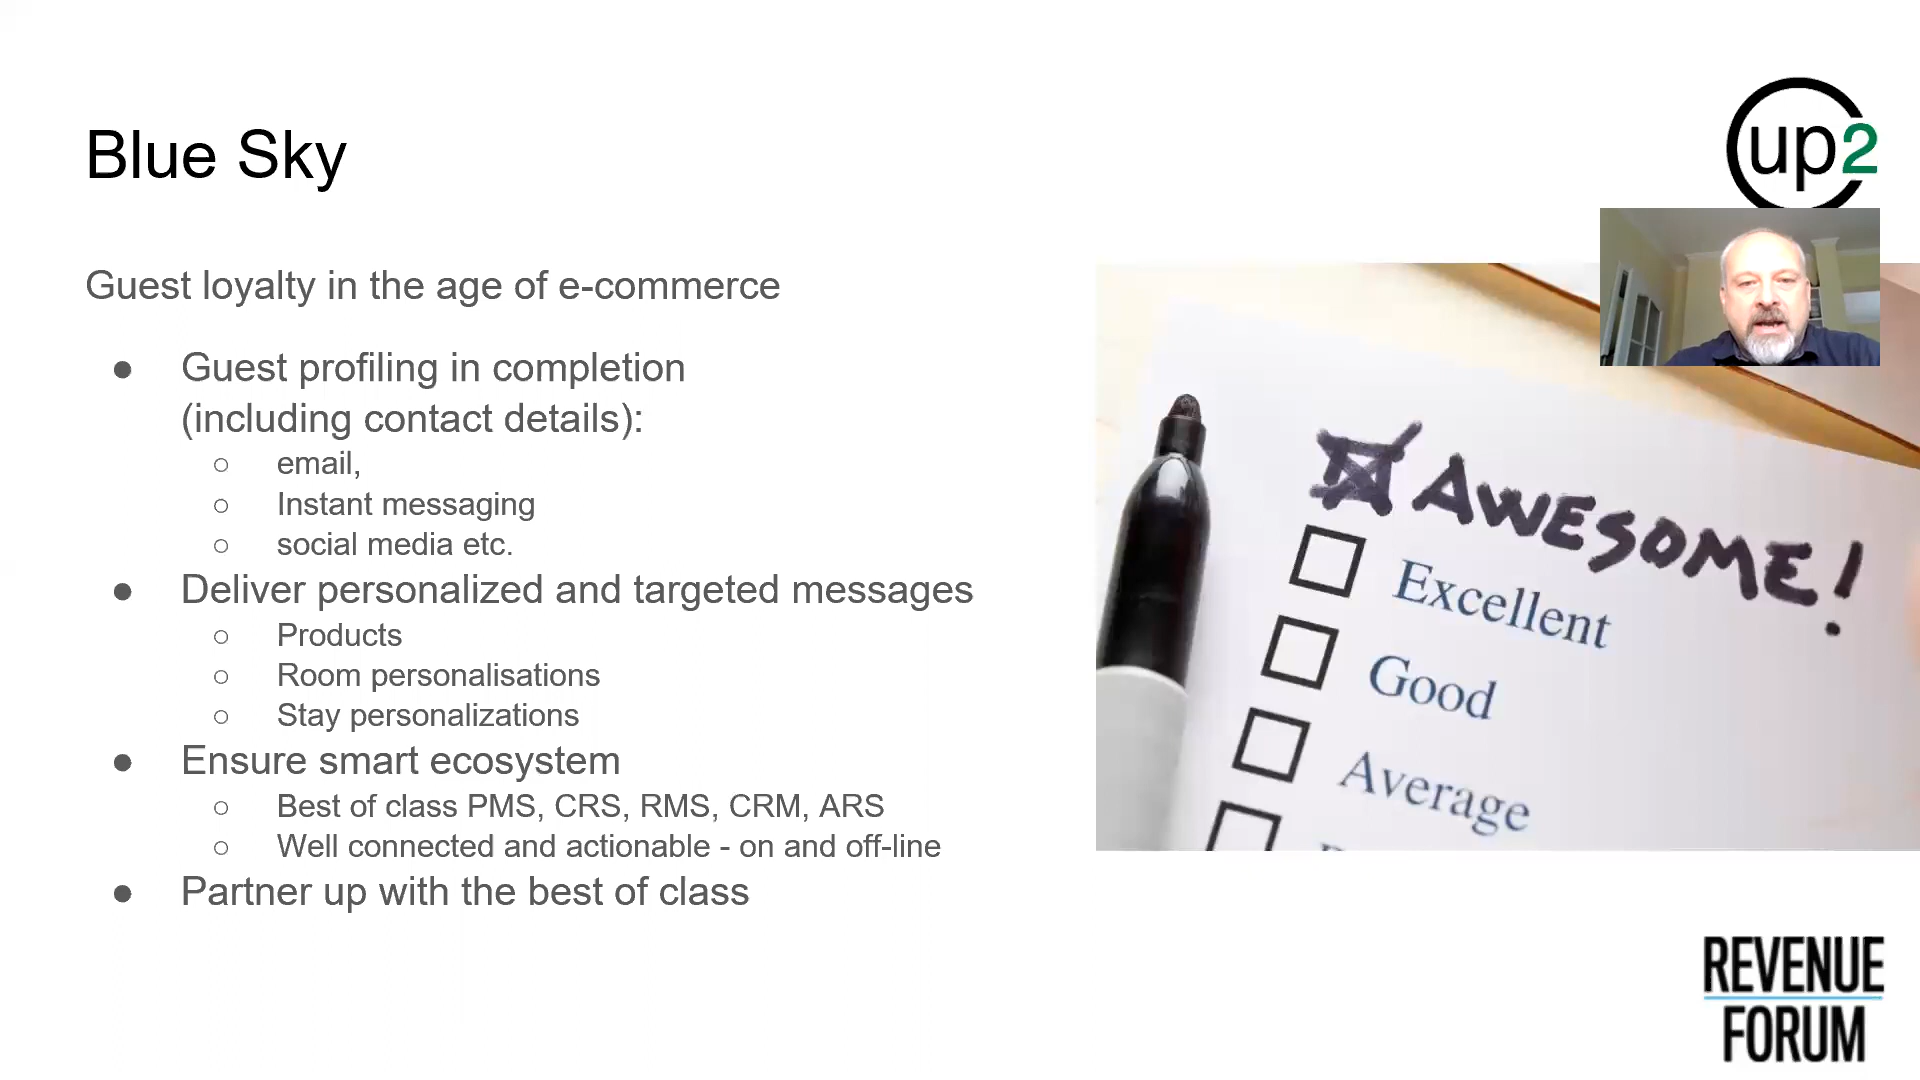 Blue Sky
up2
Guest loyalty in the age of e-commerce
● Guest profiling in completion
(including contact details):
○ email,
○ Instant messaging
○ social media etc.
● Deliver personalized and targeted messages
○ Products
○ Room personalisations
○ Stay personalizations
● Ensure smart ecosystem
○ Best of class PMS, CRS, RMS, CRM, ARS
○ Well connected and actionable - on and off-line
● Partner up with the best of class
AWESOME!
Excellent
Good
Average
REVENUE
FORUM